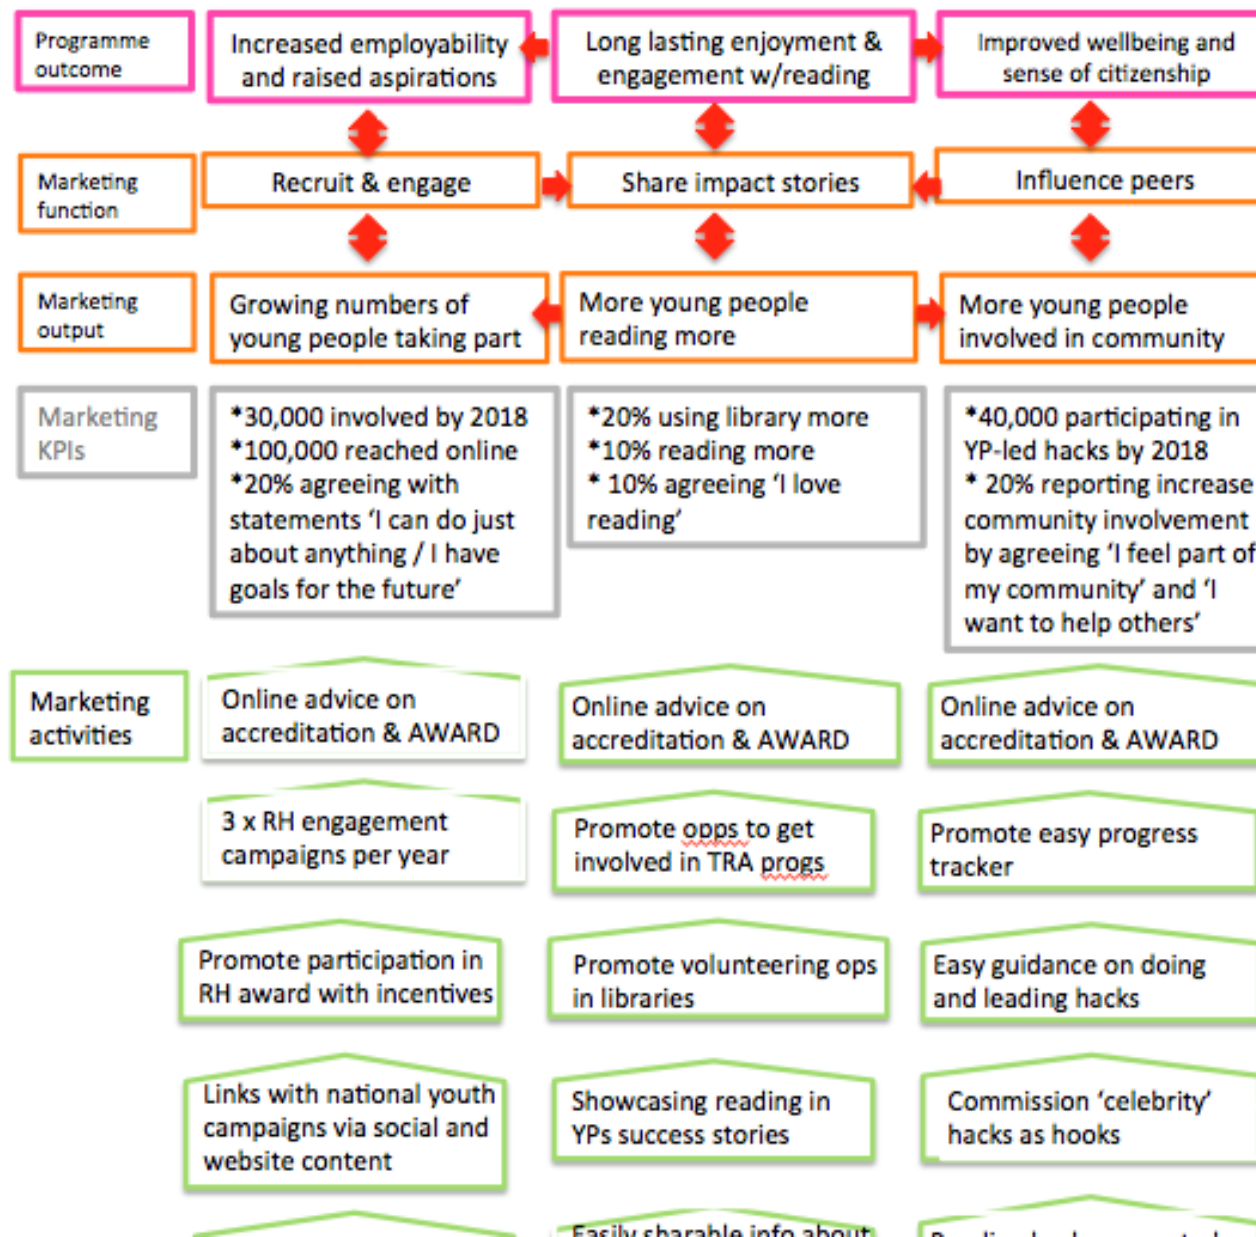 Programme
outcome
Increased employability
and raised aspirations
Long lasting enjoyment &
engagement w/reading
Improved wellbeing and
sense of citizenship
Marketing
function
Recruit & engage
Share impact stories
Influence peers
Marketing
output
Growing numbers of
young people taking part
More young people
reading more
More young people
involved in community
Marketing
KPIs
*30,000 involved by 2018
*100,000 reached online
*20% agreeing with
statements ‘I can do just
about anything / I have
goals for the future’
*20% using library more
*10% reading more
* 10% agreeing ‘I love
reading’
*40,000 participating in
YP-led hacks by 2018
* 20% reporting increase
community involvement
by agreeing ‘I feel part of
my community’ and ‘I
want to help others’
Marketing
activities
Online advice on
accreditation & AWARD
Online advice on
accreditation & AWARD
Online advice on
accreditation & AWARD
3 x RH engagement
campaigns per year
Promote opps to get
involved in TRA progs
Promote easy progress
tracker
Promote participation in
RH award with incentives
Promote volunteering ops
in libraries
Easy guidance on doing
and leading hacks
Links with national youth
campaigns via social and
website content
Showcasing reading in
YPs success stories
Commission ‘celebrity’
hacks as hooks
Easily sharable info about